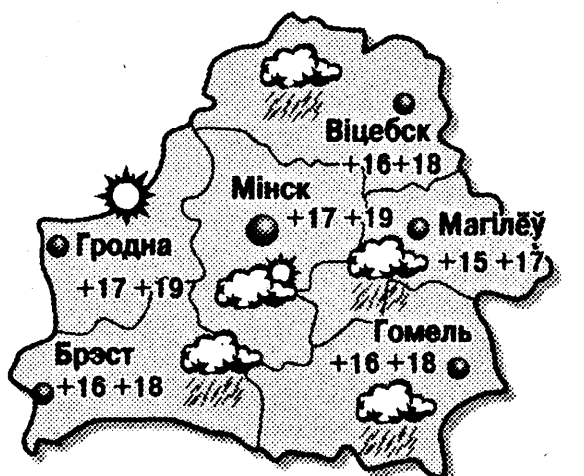 Віцебск
+16+18
Мінск
+17 +19
Магілёў
+15 +17
Гродна
+17 +19
Гомель
+16 +18
Брэст
+16 +18